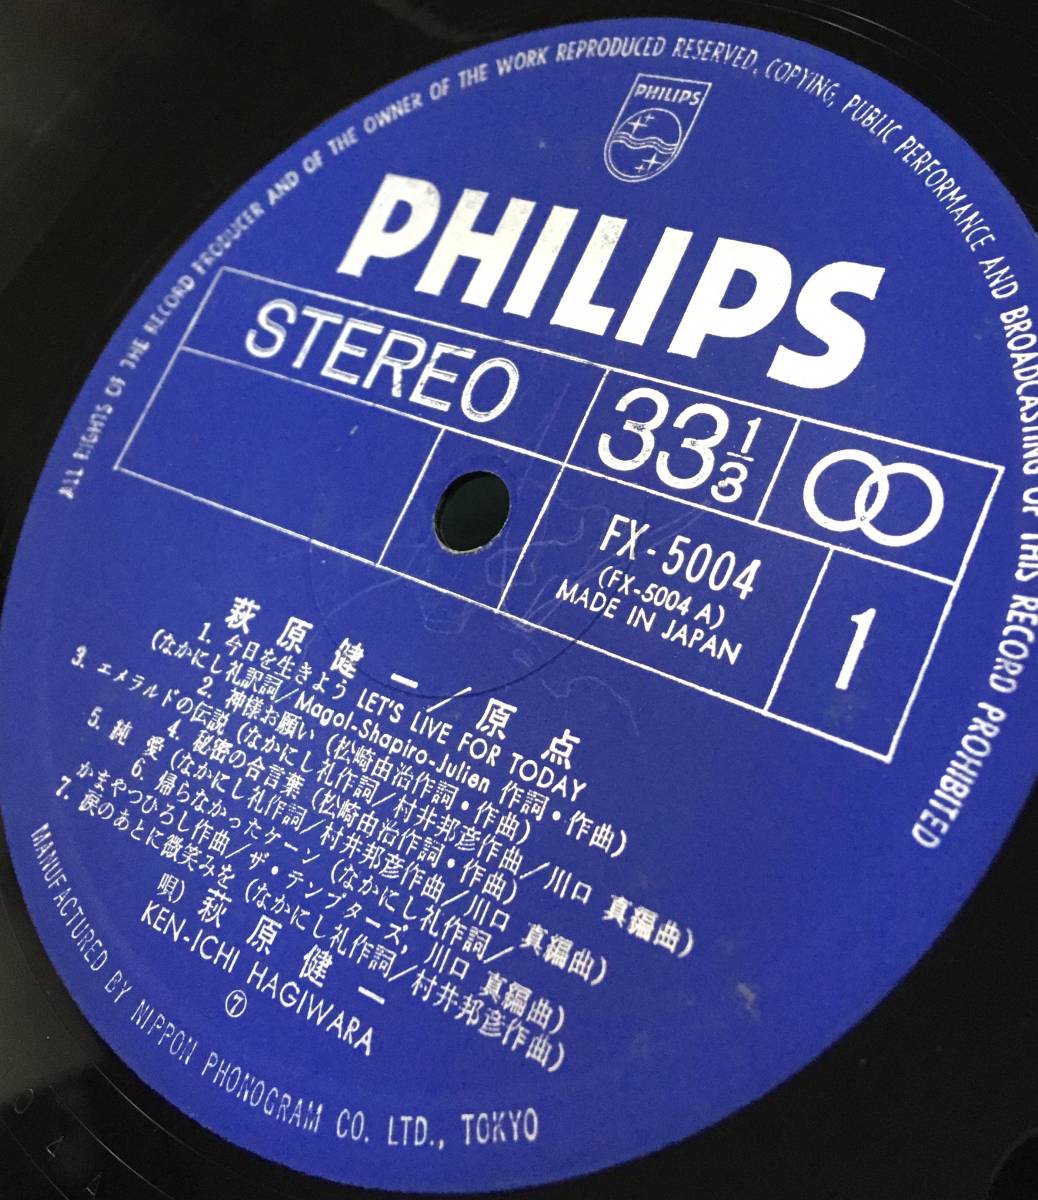 ALL RIGHTS OF THE RECORD PRODUCER AND OF THE OWNER OF THE WORK REPRODUCED RESERVED, COPYING, PUBLIC PERFORMANCE AND BROADCASTING OF THIS RECORD PROHIBITED
PHILIPS
PHILIPS
STEREO
33 1/3
FX-5004
(FX-5004 A)
MADE IN JAPAN
1
萩原健一/原点
1. 今日を生きよう LET'S LIVE FOR TODAY
(なかにし礼訳詞/Magol-Shapiro-Julien 作詞・作曲)
2. 神様お願い (松崎由治作詞・作曲)
3. エメラルドの伝説 (なかにし礼作詞/村井邦彦作曲/川口 真編曲)
4. 秘密の合言葉 (松崎由治作詞・作曲)
5. 純愛 (なかにし礼作詞/村井邦彦作曲/川口 真編曲)
6. 帰らなかったケーン (なかにし礼作詞/
かまやつひろし作曲/ザ・テンプターズ, 川口 真編曲)
7. 涙のあとに微笑みを (なかにし礼作詞/村井邦彦作曲)
唄) 萩原健一
KEN-ICHI HAGIWARA
⑦
MANUFACTURED BY NIPPON PHONOGRAM CO. LTD., TOKYO